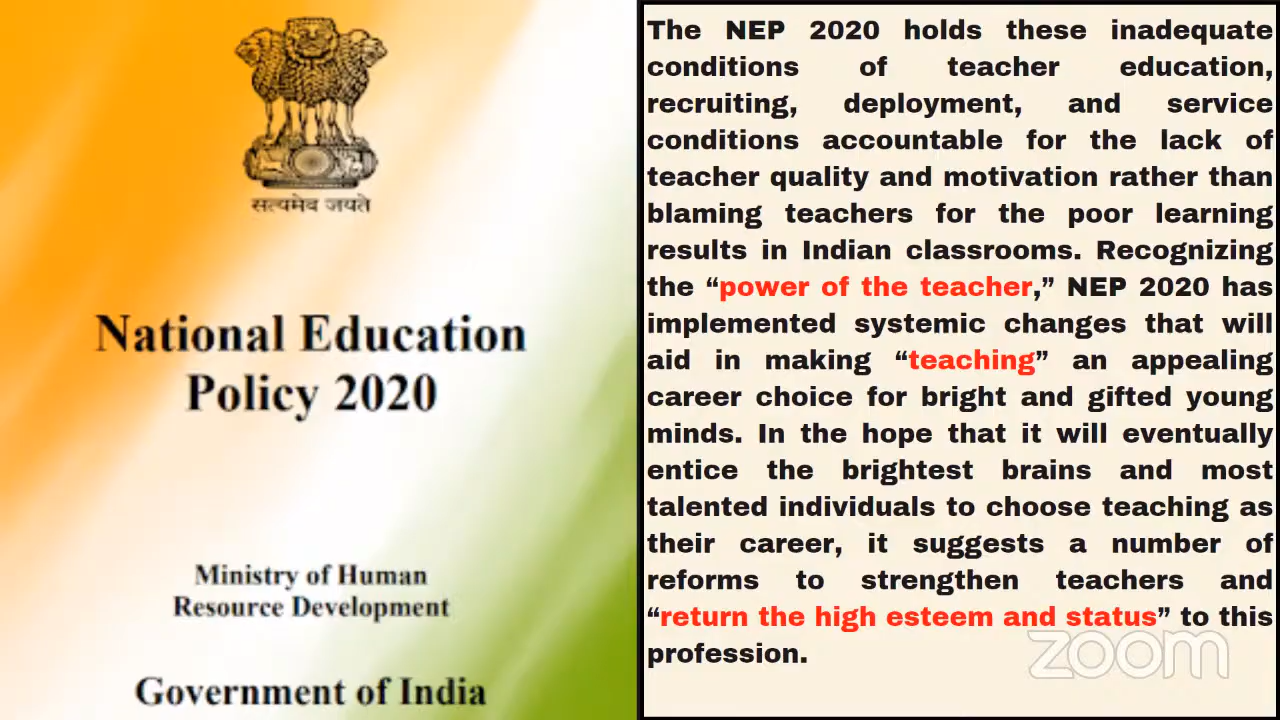 सत्यमेव जयते
National Education
Policy 2020
Ministry of Human
Resource Development
Government of India
The NEP 2020 holds these inadequate
conditions of teacher education,
recruiting, deployment, and service
conditions accountable for the lack of
teacher quality and motivation rather than
blaming teachers for the poor learning
results in Indian classrooms. Recognizing
the “power of the teacher,” NEP 2020 has
implemented systemic changes that will
aid in making “teaching” an appealing
career choice for bright and gifted young
minds. In the hope that it will eventually
entice the brightest brains and most
talented individuals to choose teaching as
their career, it suggests a number of
reforms to strengthen teachers and
“return the high esteem and status” to this
profession.
zoom